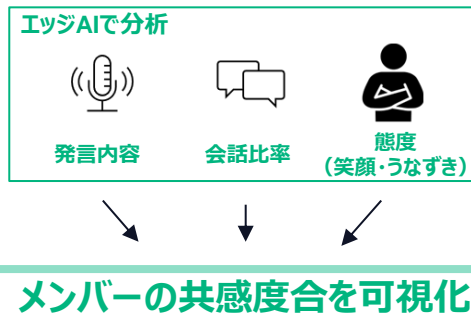 エッジAIで分析
発言内容
会話比率
態度
（笑顔・うなずき）
メンバーの共感度合を可視化